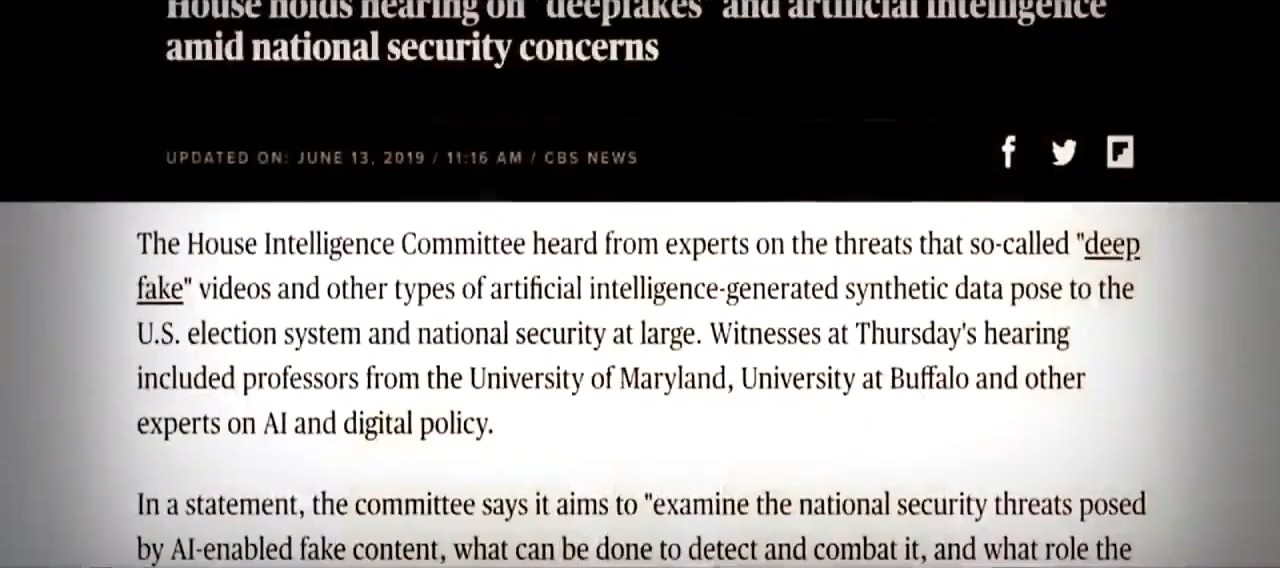 House holds hearing on "deepfakes" and artificial intelligence
amid national security concerns
UPDATED ON: JUNE 13, 2019 / 11:16 AM / CBS NEWS
The House Intelligence Committee heard from experts on the threats that so-called "deep
fake" videos and other types of artificial intelligence-generated synthetic data pose to the
U.S. election system and national security at large. Witnesses at Thursday's hearing
included professors from the University of Maryland, University at Buffalo and other
experts on AI and digital policy.
In a statement, the committee says it aims to "examine the national security threats posed
by AI-enabled fake content, what can be done to detect and combat it, and what role the